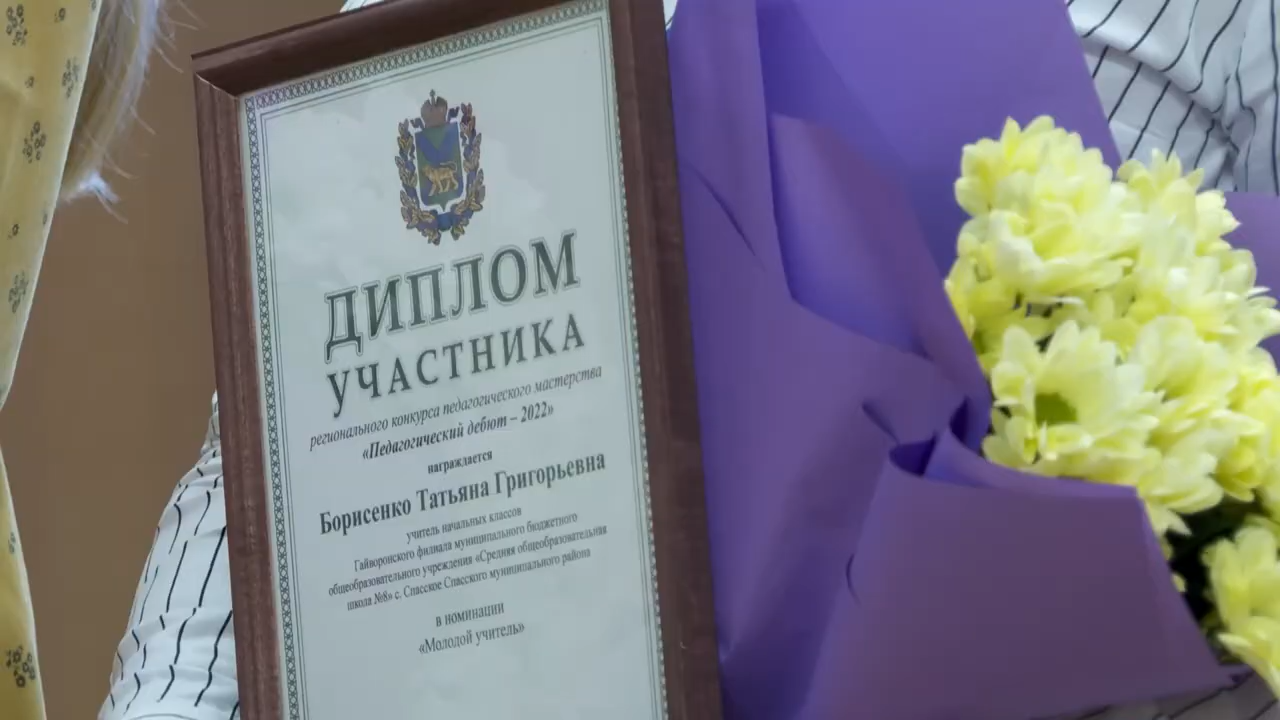 ДИПЛОМ
УЧАСТНИКА
регионального конкурса педагогического мастерства
«Педагогический дебют – 2022»
награждается
Борисенко Татьяна Григорьевна
учитель начальных классов
Гайворонского филиала муниципального бюджетного
общеобразовательного учреждения «Средняя общеобразовательная
школа №8» с. Спасское Спасского муниципального района
в номинации
«Молодой учитель»